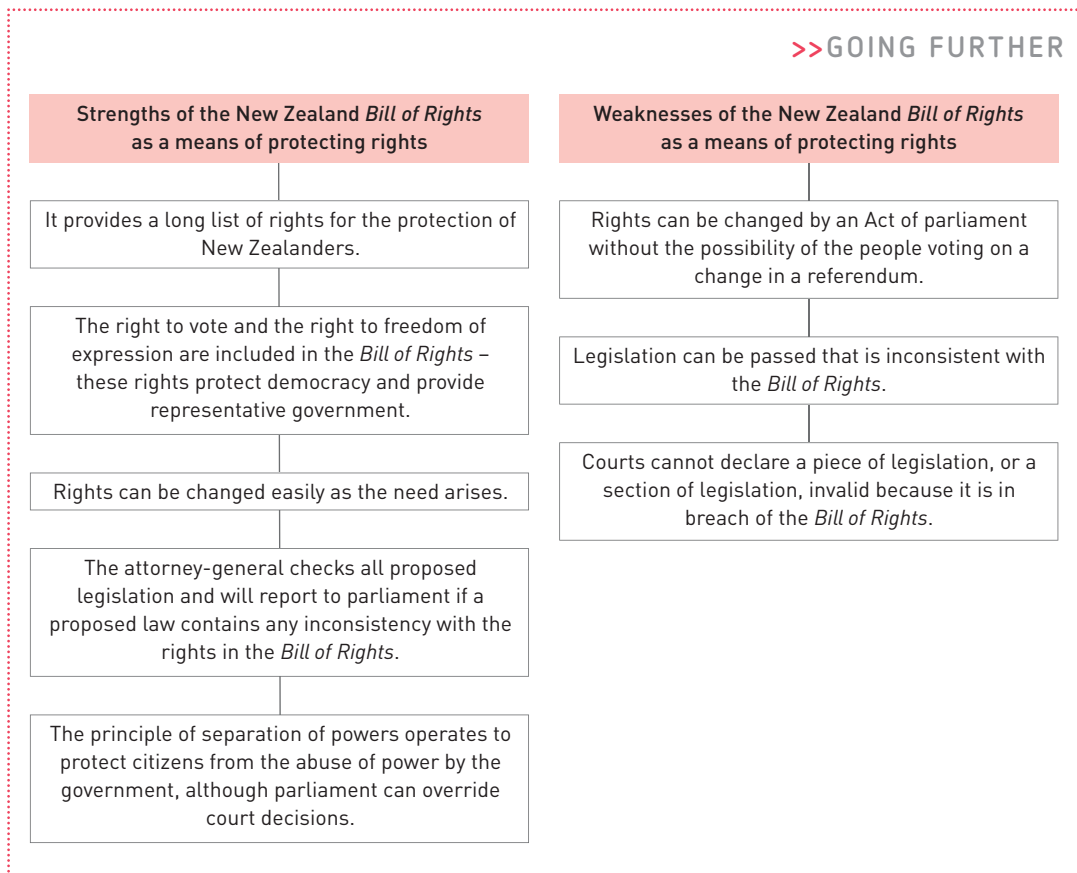 >>GOING FURTHER
Strengths of the New Zealand Bill of Rights
as a means of protecting rights
It provides a long list of rights for the protection of
New Zealanders.
The right to vote and the right to freedom of
expression are included in the Bill of Rights –
these rights protect democracy and provide
representative government.
Rights can be changed easily as the need arises.
The attorney-general checks all proposed
legislation and will report to parliament if a
proposed law contains any inconsistency with the
rights in the Bill of Rights.
The principle of separation of powers operates to
protect citizens from the abuse of power by the
government, although parliament can override
court decisions.
Weaknesses of the New Zealand Bill of Rights
as a means of protecting rights
Rights can be changed by an Act of parliament
without the possibility of the people voting on a
change in a referendum.
Legislation can be passed that is inconsistent with
the Bill of Rights.
Courts cannot declare a piece of legislation, or a
section of legislation, invalid because it is in
breach of the Bill of Rights.